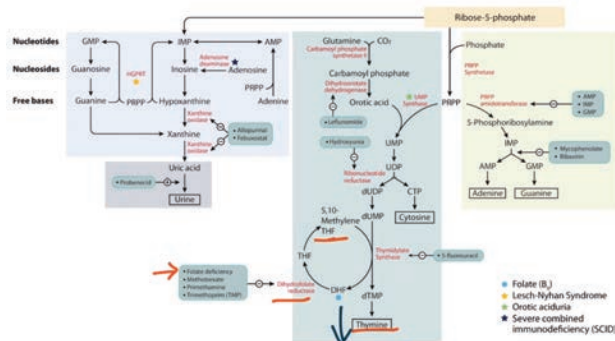 Ribose-5-phosphate
Nucleotides
GMP
IMP
AMP
Nucleosides
Guanosine
HGPRT
Inosine
Adenosine deaminase
Adenosine
PRPP
Free bases
Guanine
PRPP
Hypoxanthine
Adenine
Xanthine oxidase
Xanthine
Xanthine oxidase
• Allopurinol
• Febuxostat
Uric acid
• Probenecid
Urine
Glutamine
CO₂
Carbamoyl phosphate
synthetase II
Carbamoyl phosphate
Dihydroorotate
dehydrogenase
Orotic acid
UMP
Synthase
• Leflunomide
• Hydroxyurea
Ribonucleotide
reductase
UMP
UDP
dUDP
CTP
Cytosine
dUMP
5,10-
Methylene
THF
THF
Thymidylate
Synthase
• 5-fluorouracil
DHF
dTMP
Thymine
• Folate deficiency
• Methotrexate
• Trimethoprim (TMP)
Dihydrofolate
reductase
PRPP
Phosphate
PRPP
Synthetase
PRPP
amidotransferase
• AMP
• IMP
• GMP
5-Phosphoribosylamine
IMP
• Mycophenolate
• Ribavirin
AMP
GMP
Adenine
Guanine
Folate (B₉)
Lesch-Nyhan Syndrome
Orotic aciduria
Severe combined
immunodeficiency (SCID)